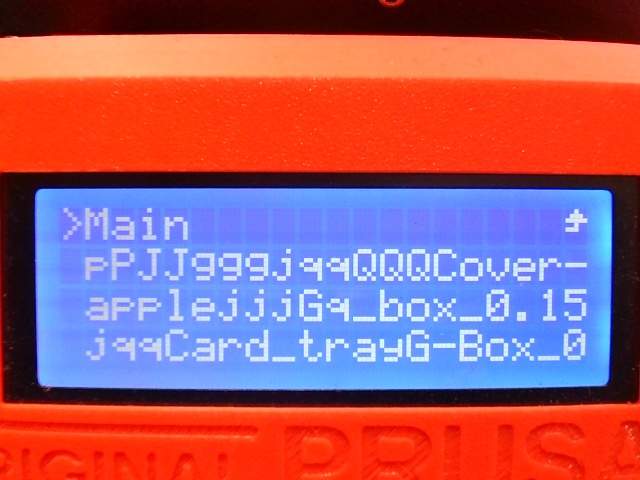 >Main
pPJJgggjqqQQQCover-
applejjjGq_box_0.15
jqqCard_trayG-Box_0
ORIGINAL PRUSA